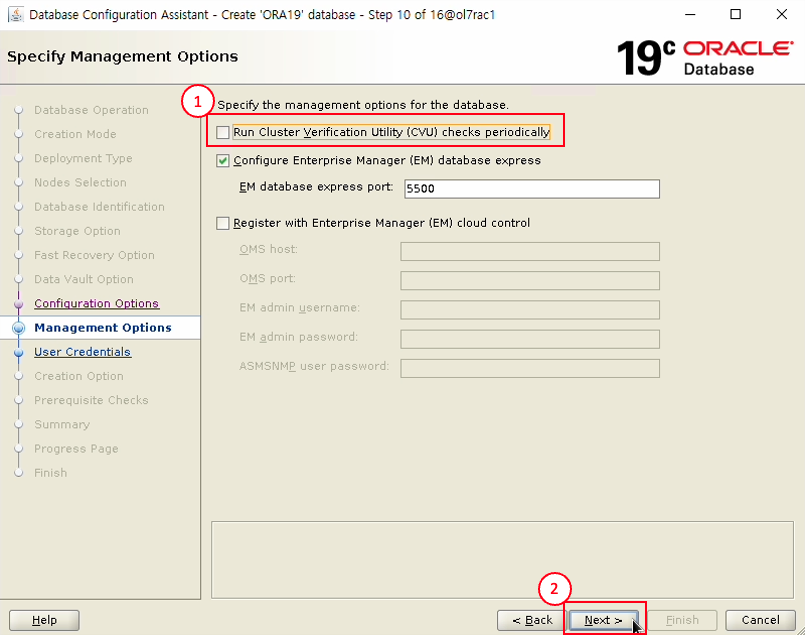 Database Configuration Assistant - Create 'ORA19' database - Step 10 of 16@ol7rac1
Specify Management Options
19c ORACLE
Database
Database Operation
Creation Mode
Deployment Type
Nodes Selection
Database Identification
Storage Option
Fast Recovery Option
Data Vault Option
Configuration Options
Management Options
User Credentials
Creation Option
Prerequisite Checks
Summary
Progress Page
Finish
1
Specify the management options for the database.
Run Cluster Verification Utility (CVU) checks periodically
Configure Enterprise Manager (EM) database express
EM database express port: 5500
Register with Enterprise Manager (EM) cloud control
OMS host:
OMS port:
EM admin username:
EM admin password:
ASMSNMP user password:
2
Help
< Back
Next >
Finish
Cancel